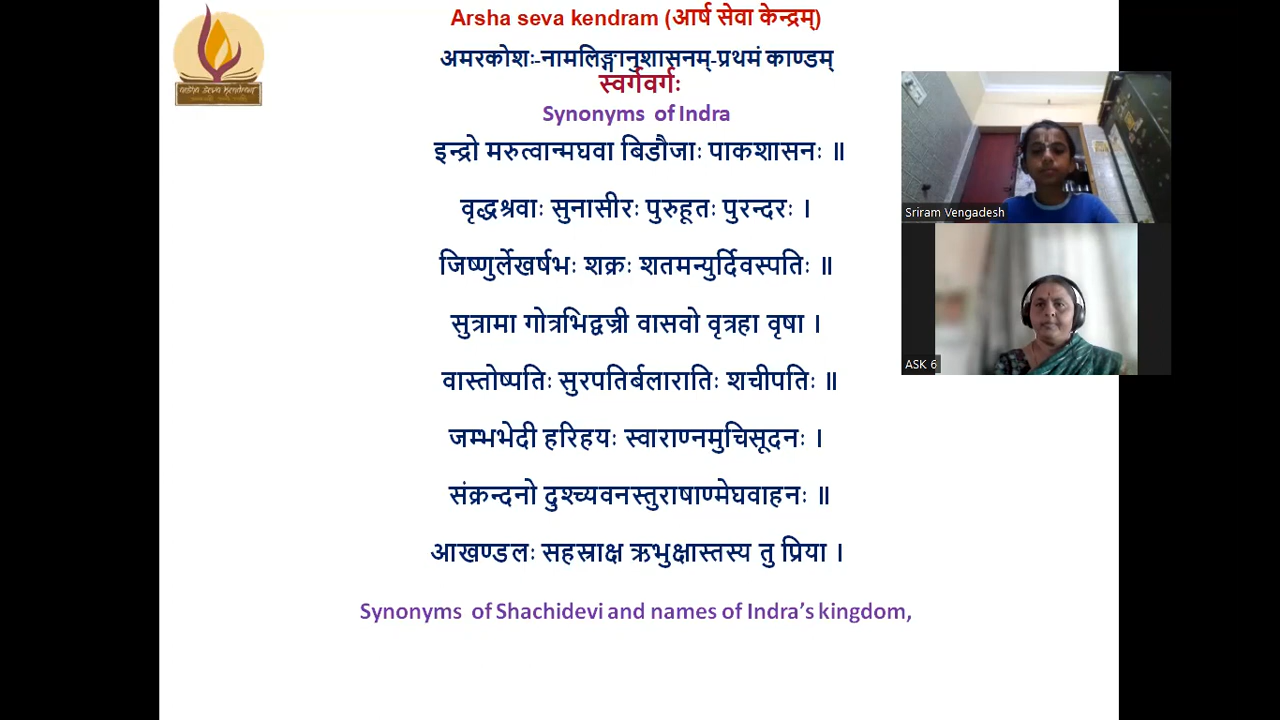 Arsha seva kendram (आर्ष सेवा केन्द्रम्)
अमरकोशः-नामलिङ्गानुशासनम्-प्रथमं काण्डम्
स्वर्गवर्गः
Synonyms of Indra
इन्द्रो मरुत्वान्मघवा बिडौजाः पाकशासनः ॥
वृद्धश्रवाः सुनासीरः पुरुहूतः पुरन्दरः ।
जिष्णुर्लेखर्षभः शक्रः शतमन्युर्दिवस्पतिः ॥
सुत्रामा गोत्रभिद्वज्री वासवो वृत्रहा वृषा ।
वास्तोष्पतिः सुरपतिर्बलारातिः शचीपतिः ॥
जम्भभेदी हरिहयः स्वाराण्नमुचिसूदनः ।
संक्रन्दनो दुश्च्यवनस्तुराषाण्मेघवाहनः ॥
आखण्डलः सहस्राक्ष ऋभुक्षास्तस्य तु प्रिया ।
Synonyms of Shachidevi and names of Indra's kingdom,
arsha seva kendram
Sriram Vengadesh
ASK 6